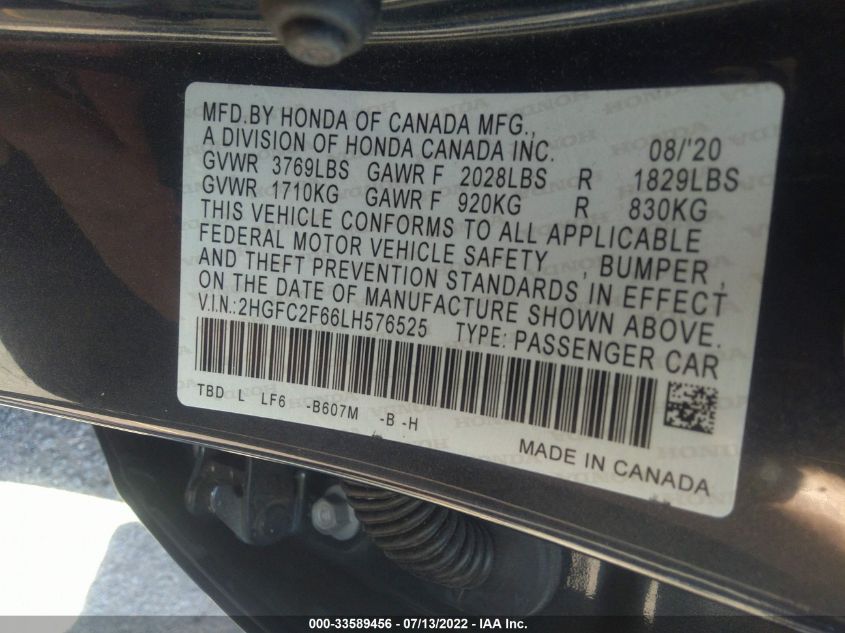 MFD.BY HONDA OF CANADA MFG.,
A DIVISION OF HONDA CANADA INC. 08/'20
GVWR 3769LBS GAWR F 2028LBS R 1829LBS
GVWR 1710KG GAWR F 920KG R 830KG
THIS VEHICLE CONFORMS TO ALL APPLICABLE
FEDERAL MOTOR VEHICLE SAFETY , BUMPER ,
AND THEFT PREVENTION STANDARDS IN EFFECT
ON THE DATE OF MANUFACTURE SHOWN ABOVE.
V.I.N.:2HGFC2F66LH576525 TYPE: PASSENGER CAR
TBD L LF6 -B607M -B -H
MADE IN CANADA
000-33589456 - 07/13/2022 - IAA Inc.